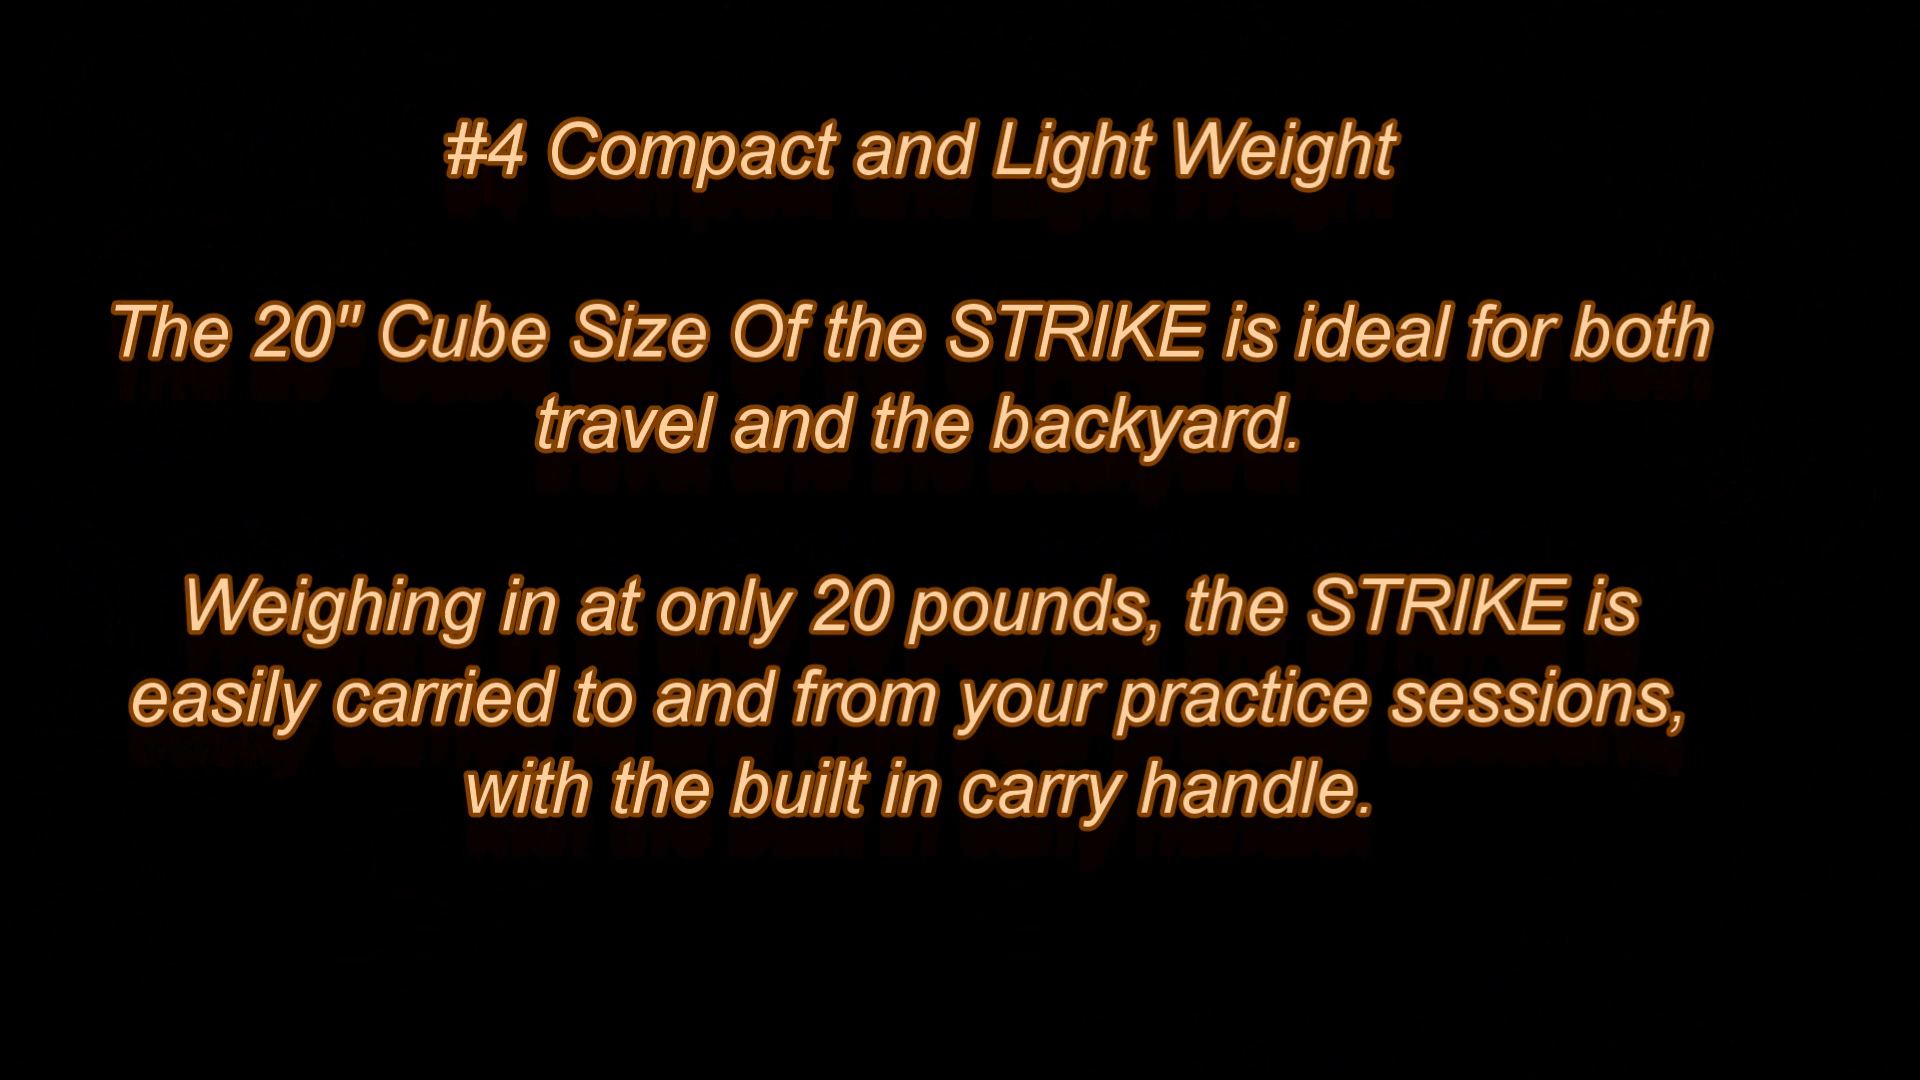 #4 Compact and Light Weight
The 20" Cube Size Of the STRIKE is ideal for both
travel and the backyard.
Weighing in at only 20 pounds, the STRIKE is
easily carried to and from your practice sessions,
with the built in carry handle.